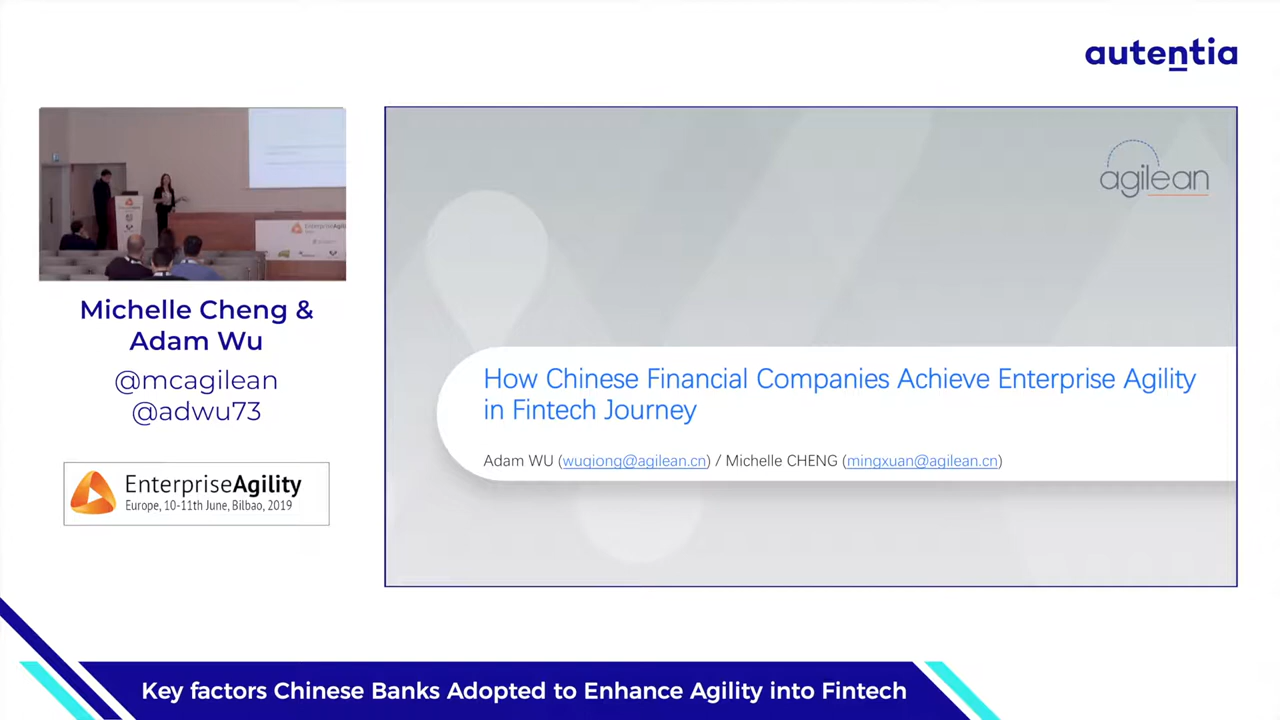 autentia
agilean
Michelle Cheng &
Adam Wu
@mcagilean
@adwu73
EnterpriseAgility
Europe, 10-11th June, Bilbao, 2019
How Chinese Financial Companies Achieve Enterprise Agility
in Fintech Journey
Adam WU (wuqiong@agilean.cn) / Michelle CHENG (mingxuan@agilean.cn)
Key factors Chinese Banks Adopted to Enhance Agility into Fintech